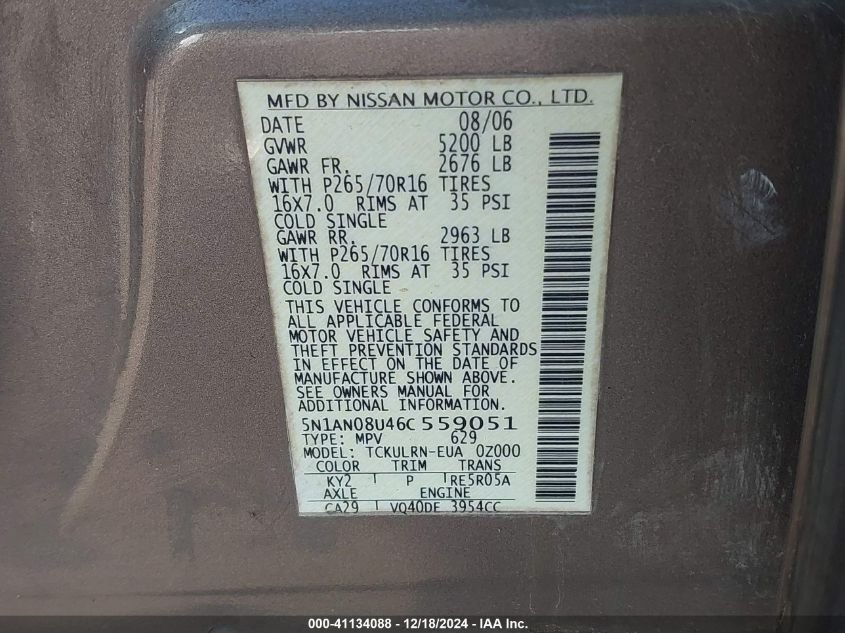 MFD BY NISSAN MOTOR CO., LTD.
DATE 08/06
GVWR 5200 LB
GAWR FR. 2676 LB
WITH P265/70R16 TIRES
16X7.0 RIMS AT 35 PSI
COLD SINGLE
GAWR RR. 2963 LB
WITH P265/70R16 TIRES
16X7.0 RIMS AT 35 PSI
COLD SINGLE
THIS VEHICLE CONFORMS TO
ALL APPLICABLE FEDERAL
MOTOR VEHICLE SAFETY AND
THEFT PREVENTION STANDARDS
IN EFFECT ON THE DATE OF
MANUFACTURE SHOWN ABOVE.
SEE OWNERS MANUAL FOR
ADDITIONAL INFORMATION.
5N1AN08U46C559051
TYPE: MPV 629
MODEL: TCKULRN-EUA 0Z000
COLOR TRIM TRANS
KY2 P RE5R05A
AXLE ENGINE
CA29 VQ40DE 3954CC
000-41134088 - 12/18/2024 - IAA Inc.